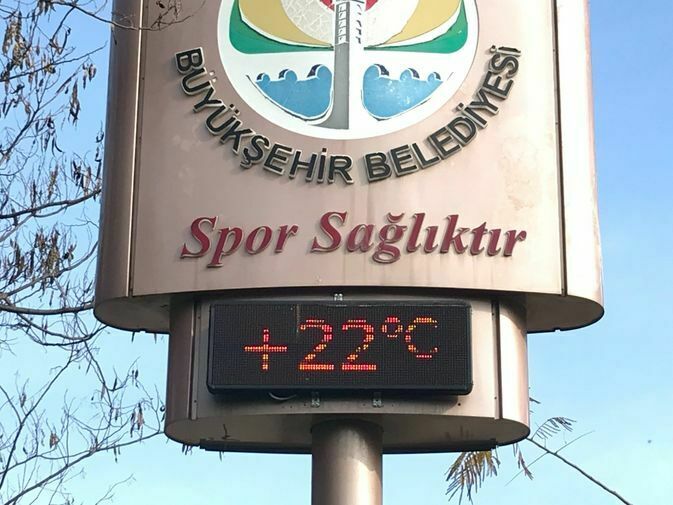 BÜYÜKŞEHİR BELEDİYESİ
Spor Sağlıktır
+22°C